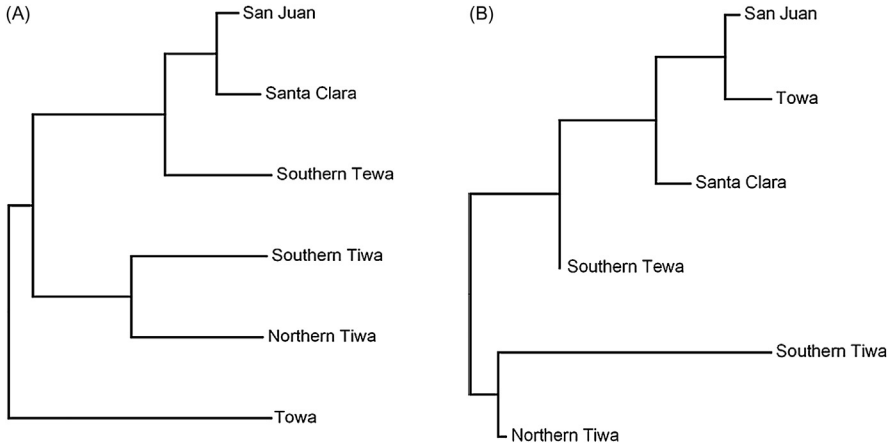 (A)
San Juan
Santa Clara
Southern Tewa
Southern Tiwa
Northern Tiwa
Towa
(B)
San Juan
Towa
Santa Clara
Southern Tewa
Southern Tiwa
Northern Tiwa